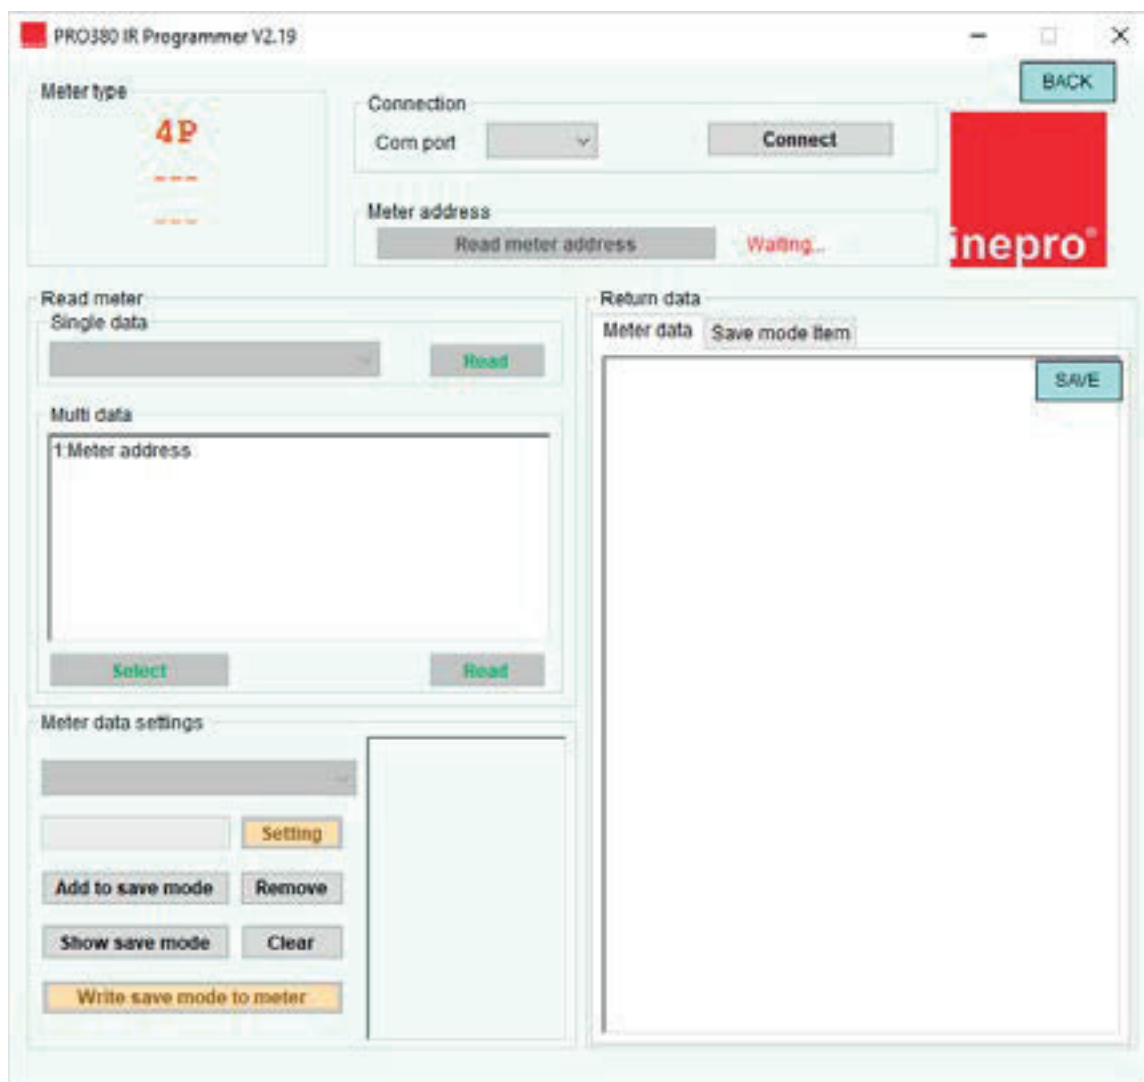 PRO380 IR Programmer V2.19
BACK
Meter type
4P
---
---
Connection
Com port
Connect
Meter address
Read meter address
Waiting...
inepro®
Read meter
Single data
Read
Multi data
1:Meter address
Select
Read
Return data
Meter data
Save mode item
SAVE
Meter data settings
Setting
Add to save mode
Remove
Show save mode
Clear
Write save mode to meter